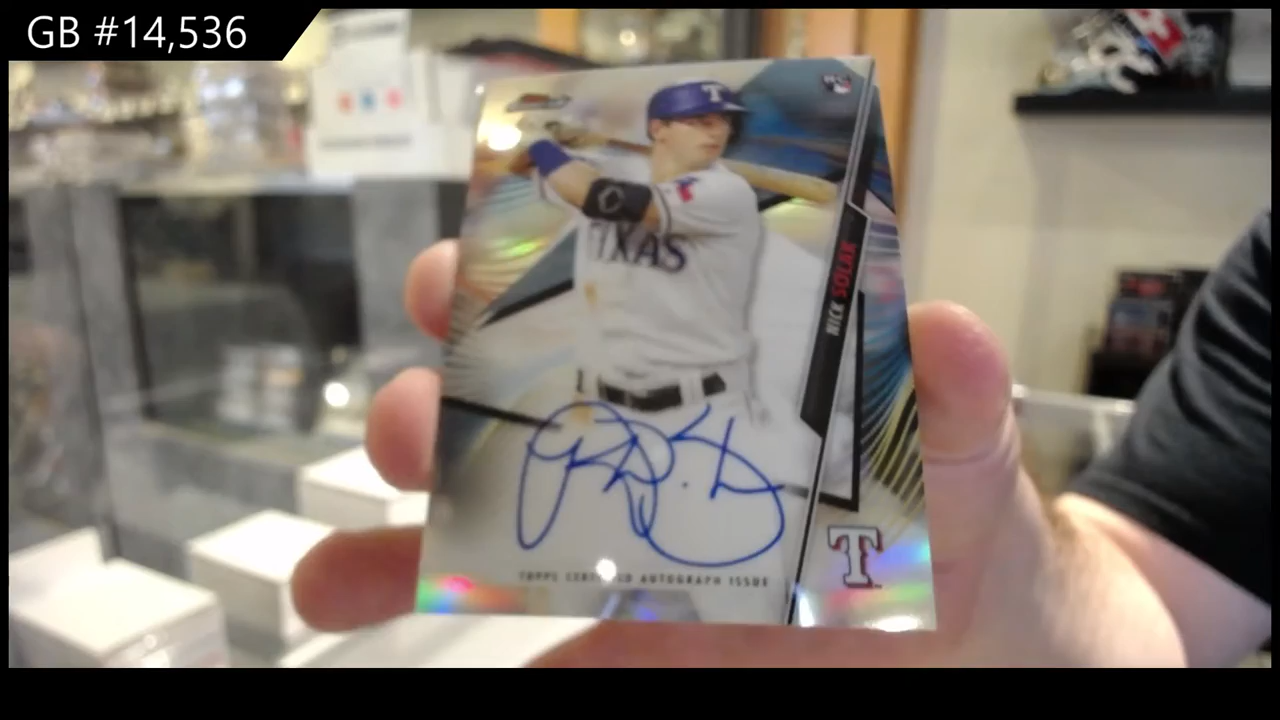 GB #14,536
T
TEXAS
NICK SOLAK
TOPPS CERTIFIED AUTOGRAPH ISSUE
T